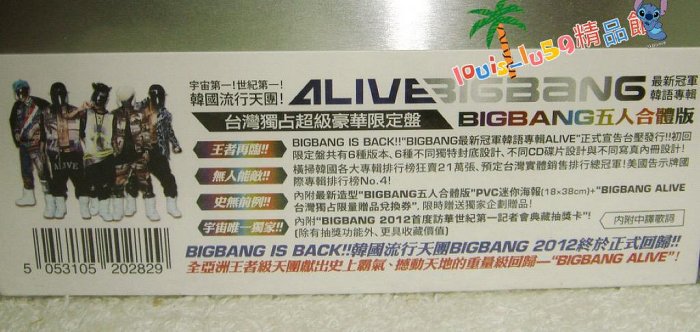 louis-lu59精品館
宇宙第一!世紀第一!
韓國流行天團!
ALIVE BIGBANG
最新冠軍
韓語專輯
台灣獨占超級豪華限定盤
BIGBANG五人合體版
王者再臨!!
無人能敵!!
史無前例!!
宇宙唯一獨家!!
BIGBANG IS BACK!!"BIGBANG最新冠軍韓語專輯ALIVE"正式宣告台壓發行!!初回
限定盤共有6種版本、6種不同獨特封底設計、不同CD碟片設計與不同寫真內冊設計!
橫掃韓國各大專輯排行榜狂賣21萬張, 預定台灣實體銷售排行總冠軍!美國告示牌國
際專輯排行榜No.4!
內附最新造型"BIGBANG五人合體版"PVC迷你海報(18×38cm)+"BIGBANG ALIVE
台灣獨占限量贈品兌換券", 限時贈送獨家企劃贈品!
內附"BIGBANG 2012首度訪華世紀第一記者會典藏抽獎卡"!
(除有抽獎功能外、更具收藏價值)
內附中譯歌詞
5 053105 202829
BIGBANG IS BACK!!韓國流行天團BIGBANG 2012終於正式回歸!!
全亞洲王者級天團獻出史上霸氣、撼動天地的重量級回歸—"BIGBANG ALIVE"!